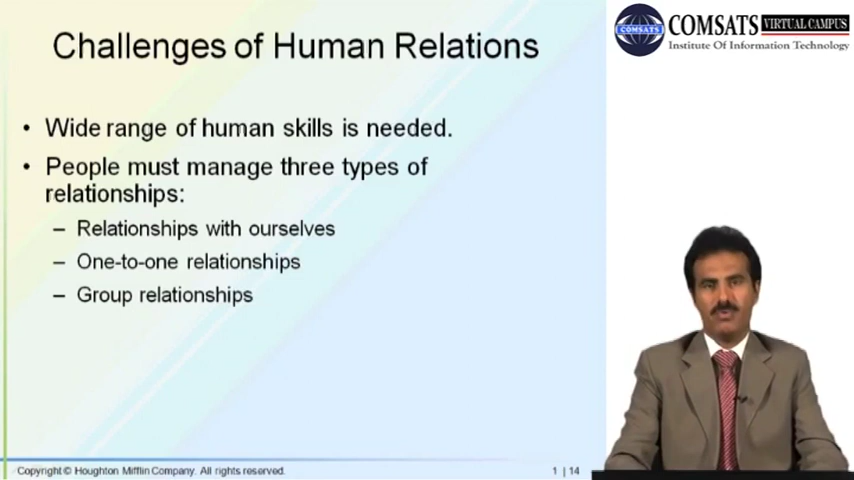 Challenges of Human Relations
COMSATS
COMSATS VIRTUAL CAMPUS
Institute Of Information Technology
• Wide range of human skills is needed.
• People must manage three types of
relationships:
– Relationships with ourselves
– One-to-one relationships
– Group relationships
Copyright © Houghton Mifflin Company. All rights reserved.
1 | 14